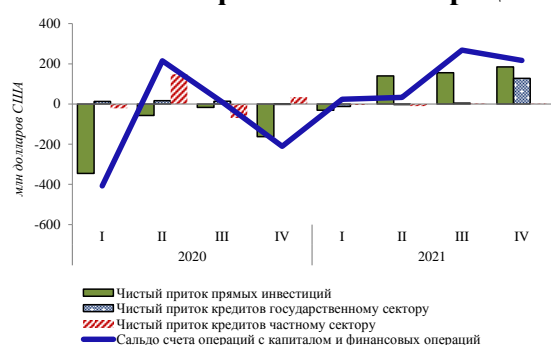 400
200
0
-200
-400
-600
млн долларов США
I II III IV I II III IV
2020 2021
Чистый приток прямых инвестиций
Чистый приток кредитов государственному сектору
Чистый приток кредитов частному сектору
Сальдо счета операций с капиталом и финансовых операций